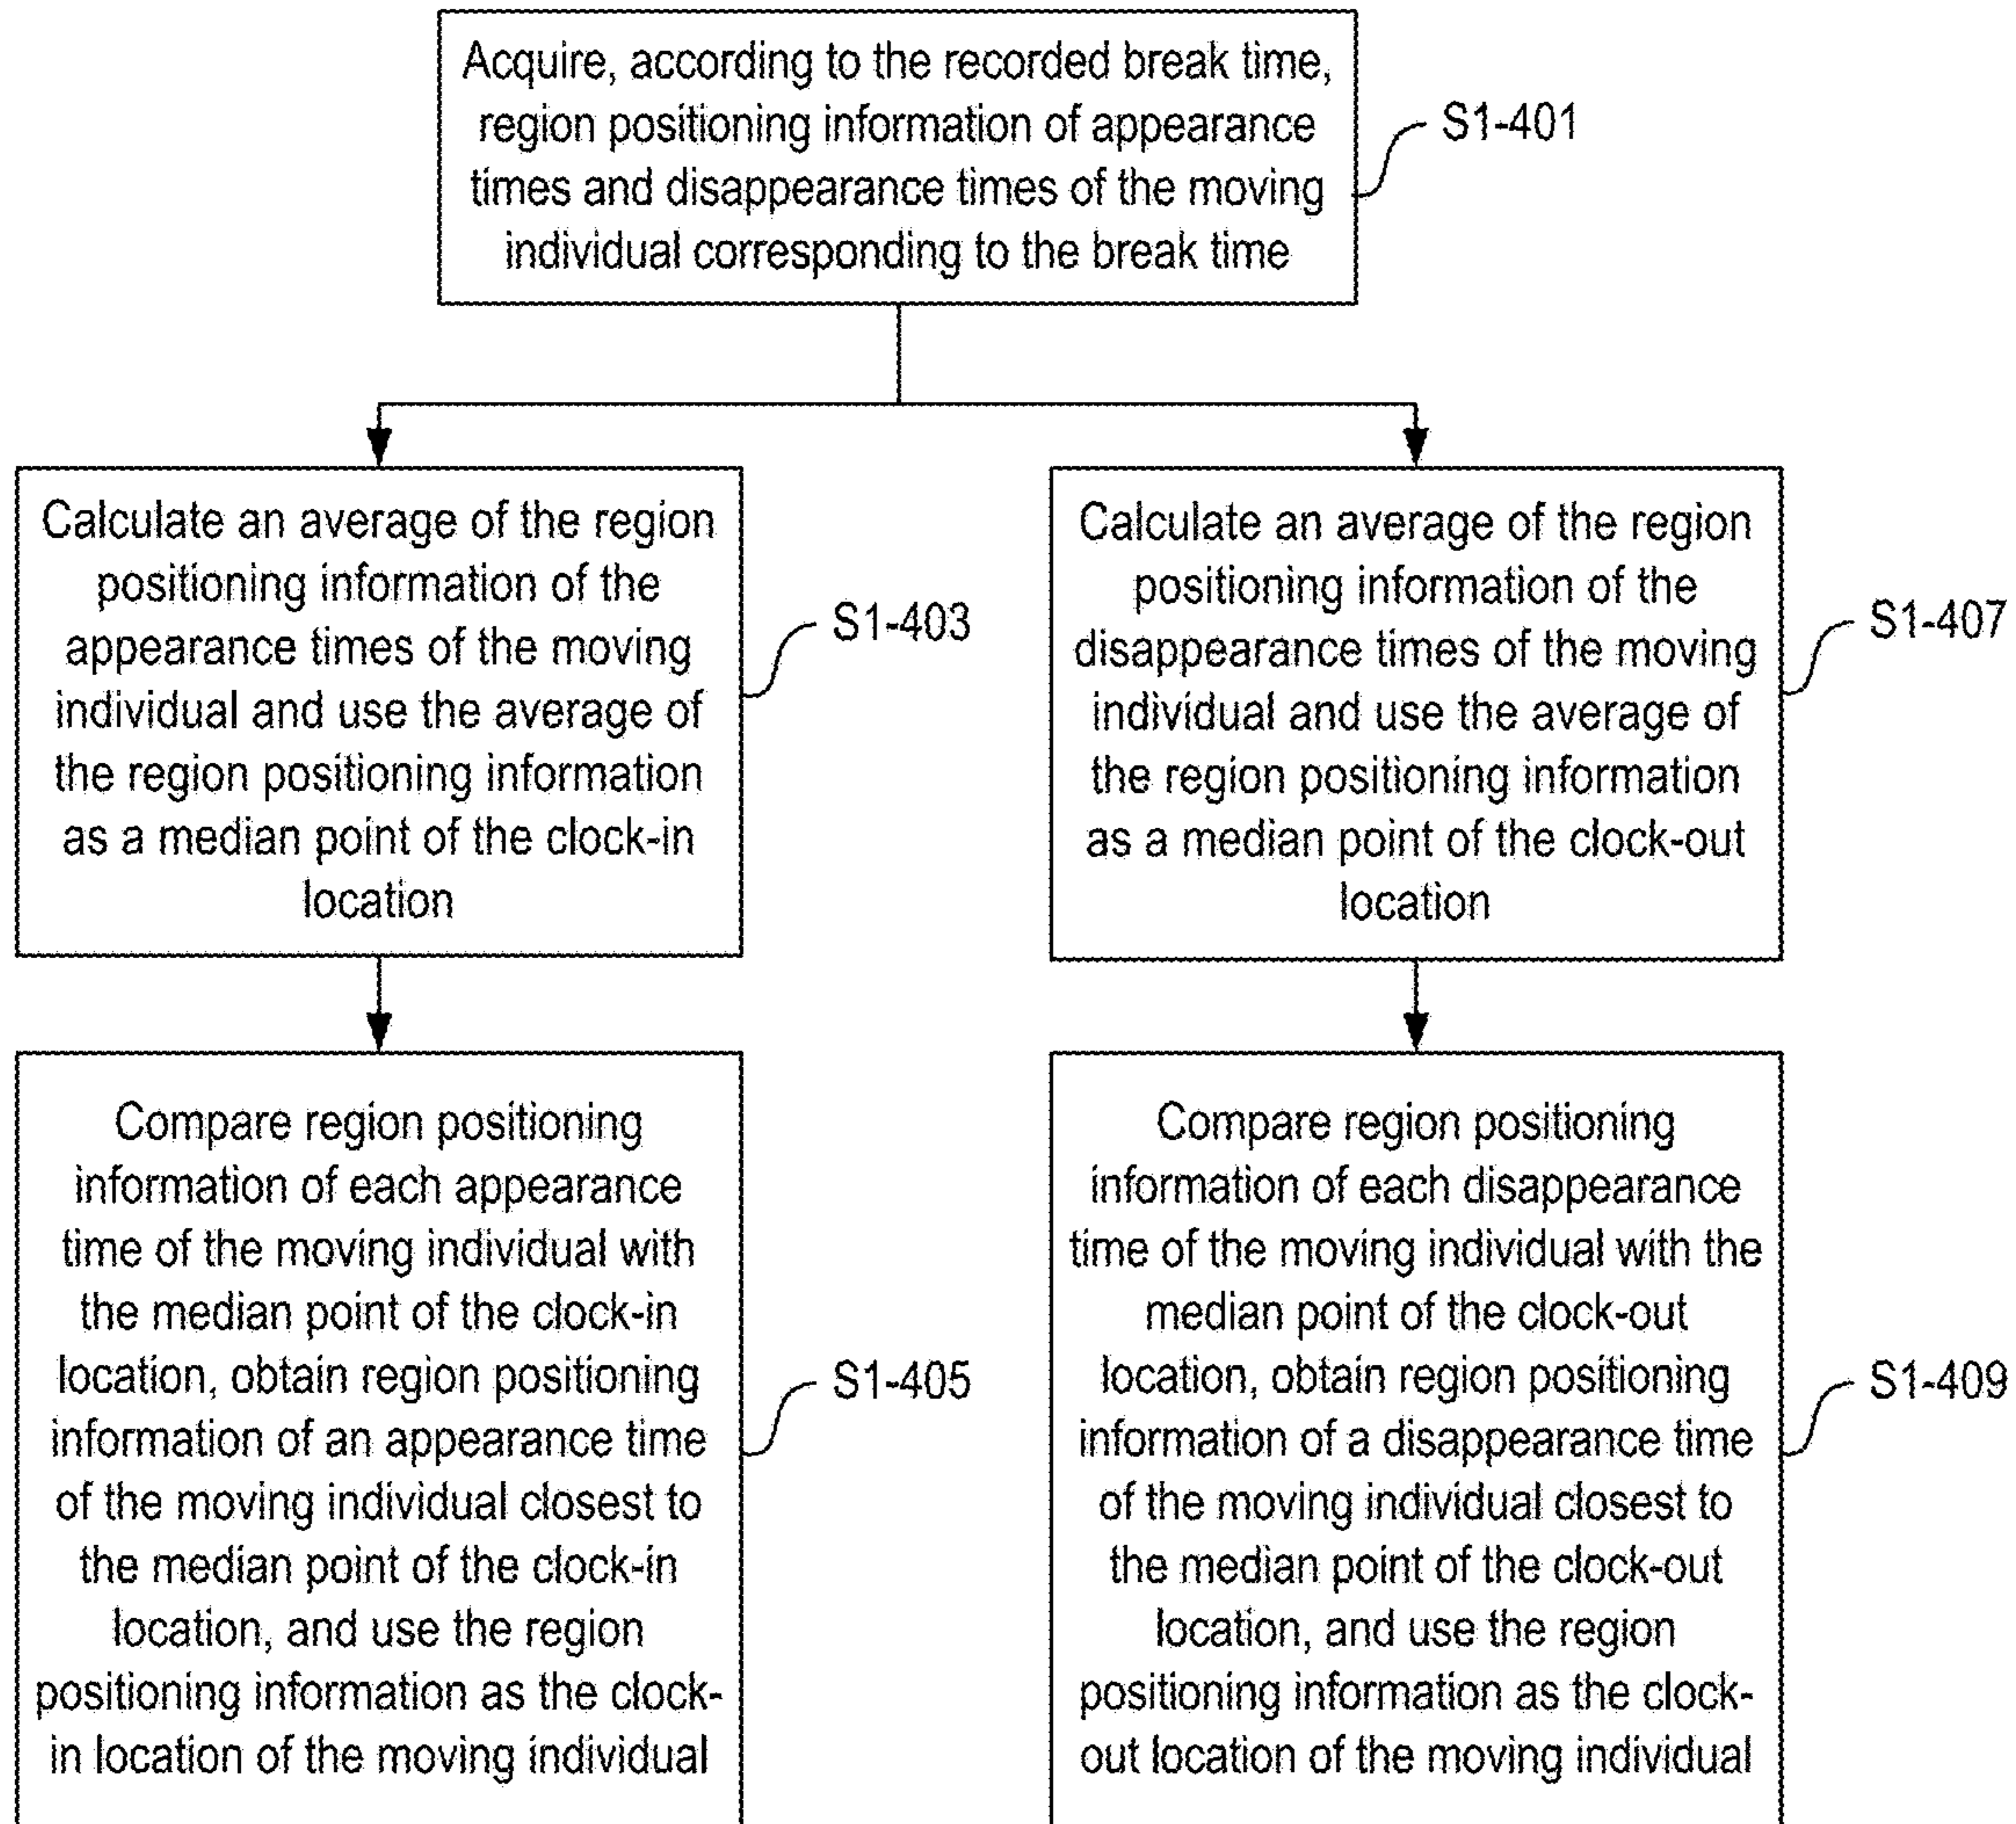 Acquire, according to the recorded break time,
region positioning information of appearance
times and disappearance times of the moving
individual corresponding to the break time
S1-401
Calculate an average of the region
positioning information of the
appearance times of the moving
individual and use the average of
the region positioning information
as a median point of the clock-in
location
S1-403
Calculate an average of the region
positioning information of the
disappearance times of the moving
individual and use the average of
the region positioning information
as a median point of the clock-out
location
S1-407
Compare region positioning
information of each appearance
time of the moving individual with
the median point of the clock-in
location, obtain region positioning
information of an appearance time
of the moving individual closest to
the median point of the clock-in
location, and use the region
positioning information as the clock-
in location of the moving individual
S1-405
Compare region positioning
information of each disappearance
time of the moving individual with the
median point of the clock-out
location, obtain region positioning
information of a disappearance time
of the moving individual closest to
the median point of the clock-out
location, and use the region
positioning information as the clock-
out location of the moving individual
S1-409